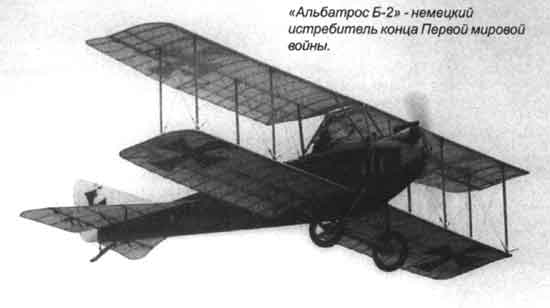 «Альбатрос Б-2» - немецкий
истребитель конца Первой мировой
войны.